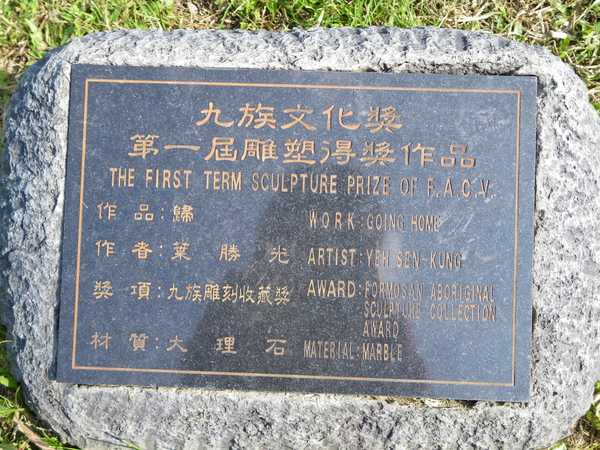 九族文化獎
第一屆雕塑得獎作品
THE FIRST TERM SCULPTURE PRIZE OF F.A.C.V.
作品:歸 WORK:GOING HOME
作者:葉勝光 ARTIST:YEH SEN-KUNG
獎項:九族雕刻收藏獎 AWARD:FORMOSAN ABORIGINAL
SCULPTURE COLLECTION
AWARD
材質:大理石 MATERIAL:MARBLE